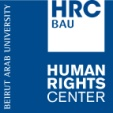 BEIRUT ARAB UNIVERSITY
HRC
BAU
HUMAN
RIGHTS
CENTER